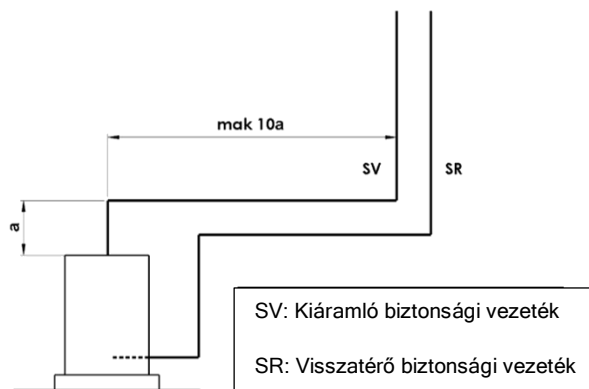 mak 10a
SV
SR
a
SV: Kiáramló biztonsági vezeték
SR: Visszatérő biztonsági vezeték